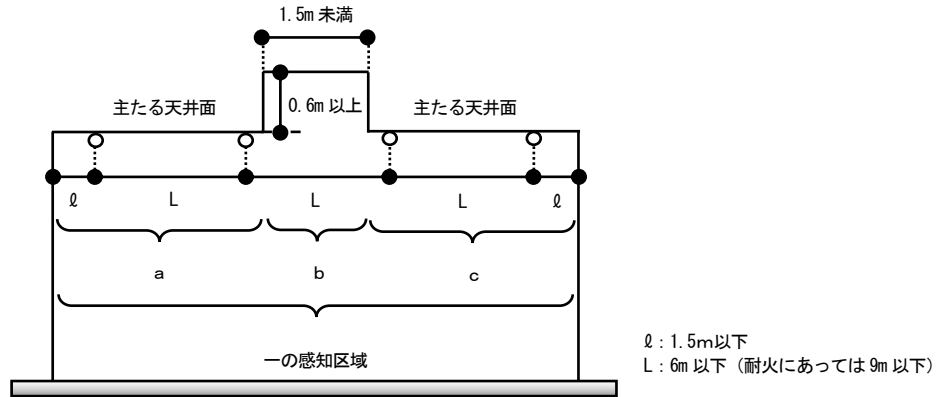 1.5m 未満
0.6m 以上
主たる天井面 主たる天井面
ℓ L L L ℓ
a b c
一の感知区域
ℓ：1.5ｍ以下
L：6m 以下（耐火にあっては 9m 以下）